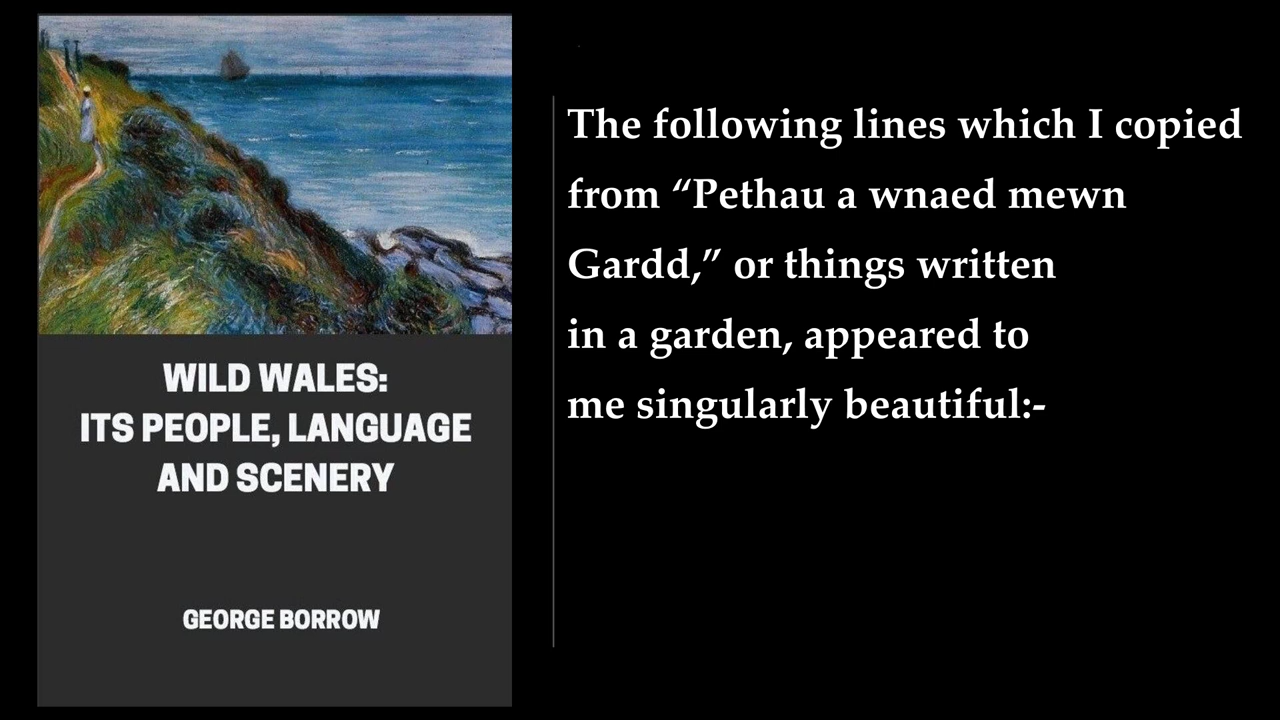 WILD WALES:
ITS PEOPLE, LANGUAGE
AND SCENERY
GEORGE BORROW
The following lines which I copied
from “Pethau a wnaed mewn
Gardd,” or things written
in a garden, appeared to
me singularly beautiful:-